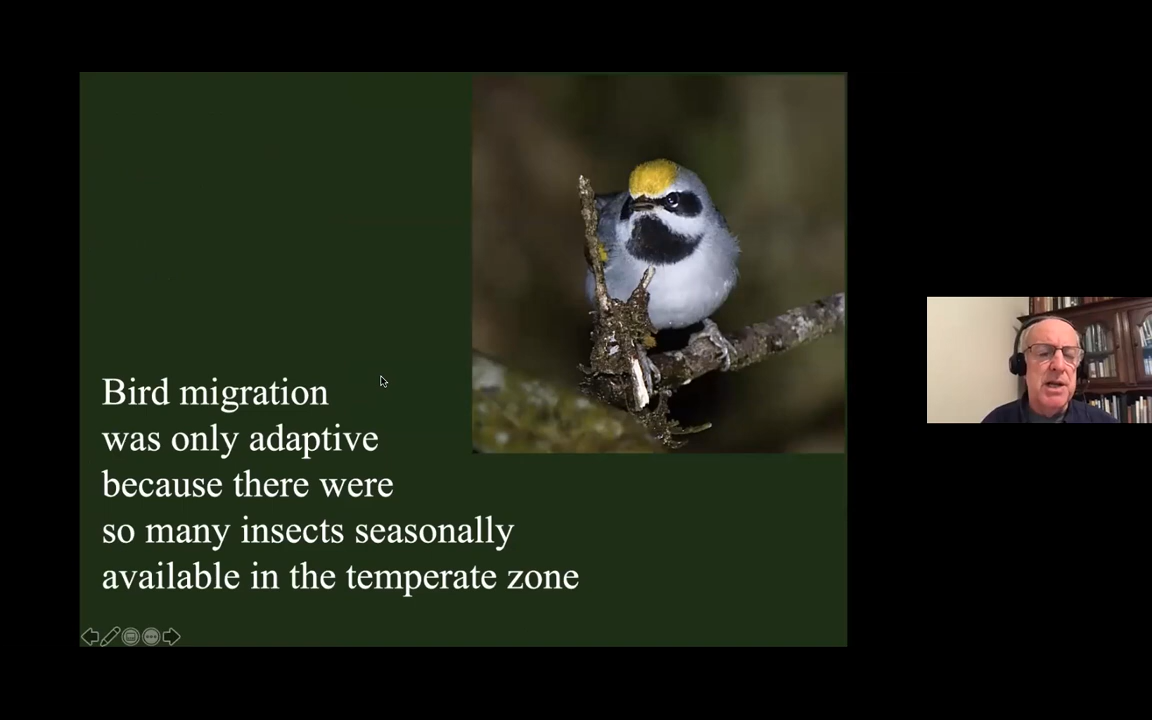 Bird migration
was only adaptive
because there were
so many insects seasonally
available in the temperate zone